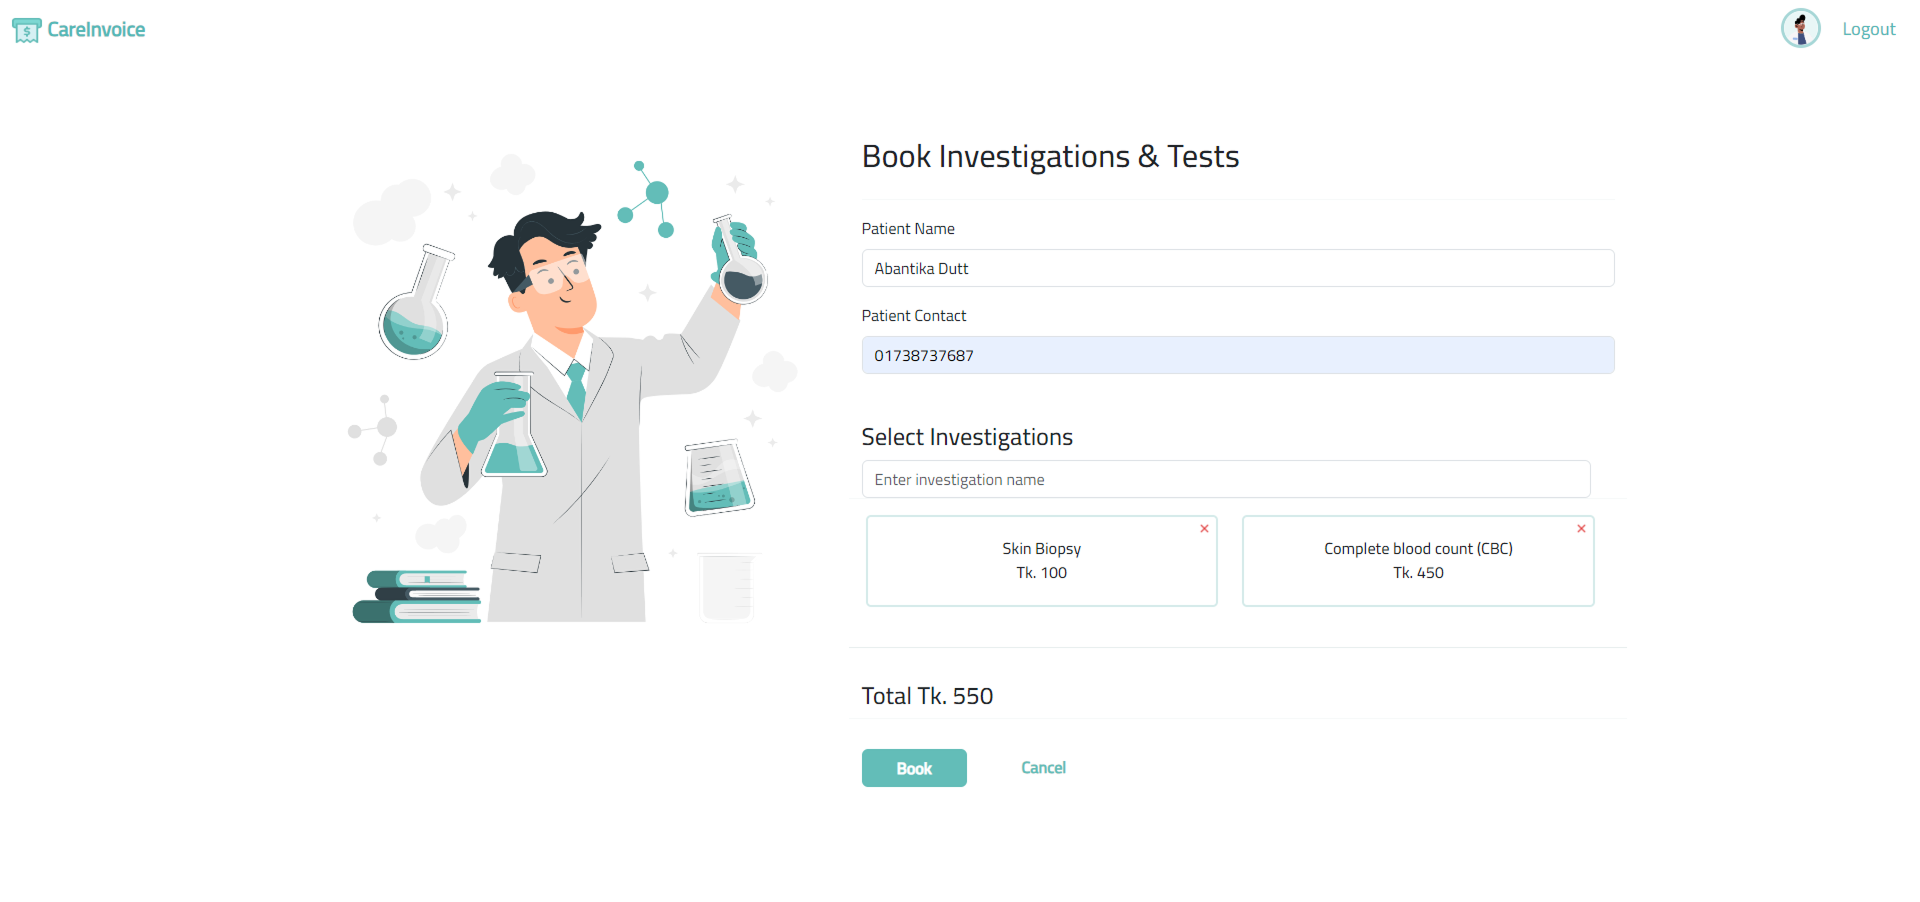 $ CareInvoice
Logout
Book Investigations & Tests
Patient Name
Abantika Dutt
Patient Contact
01738737687
Select Investigations
Enter investigation name
×
×
Skin Biopsy
Tk. 100
Complete blood count (CBC)
Tk. 450
Total Tk. 550
Book
Cancel